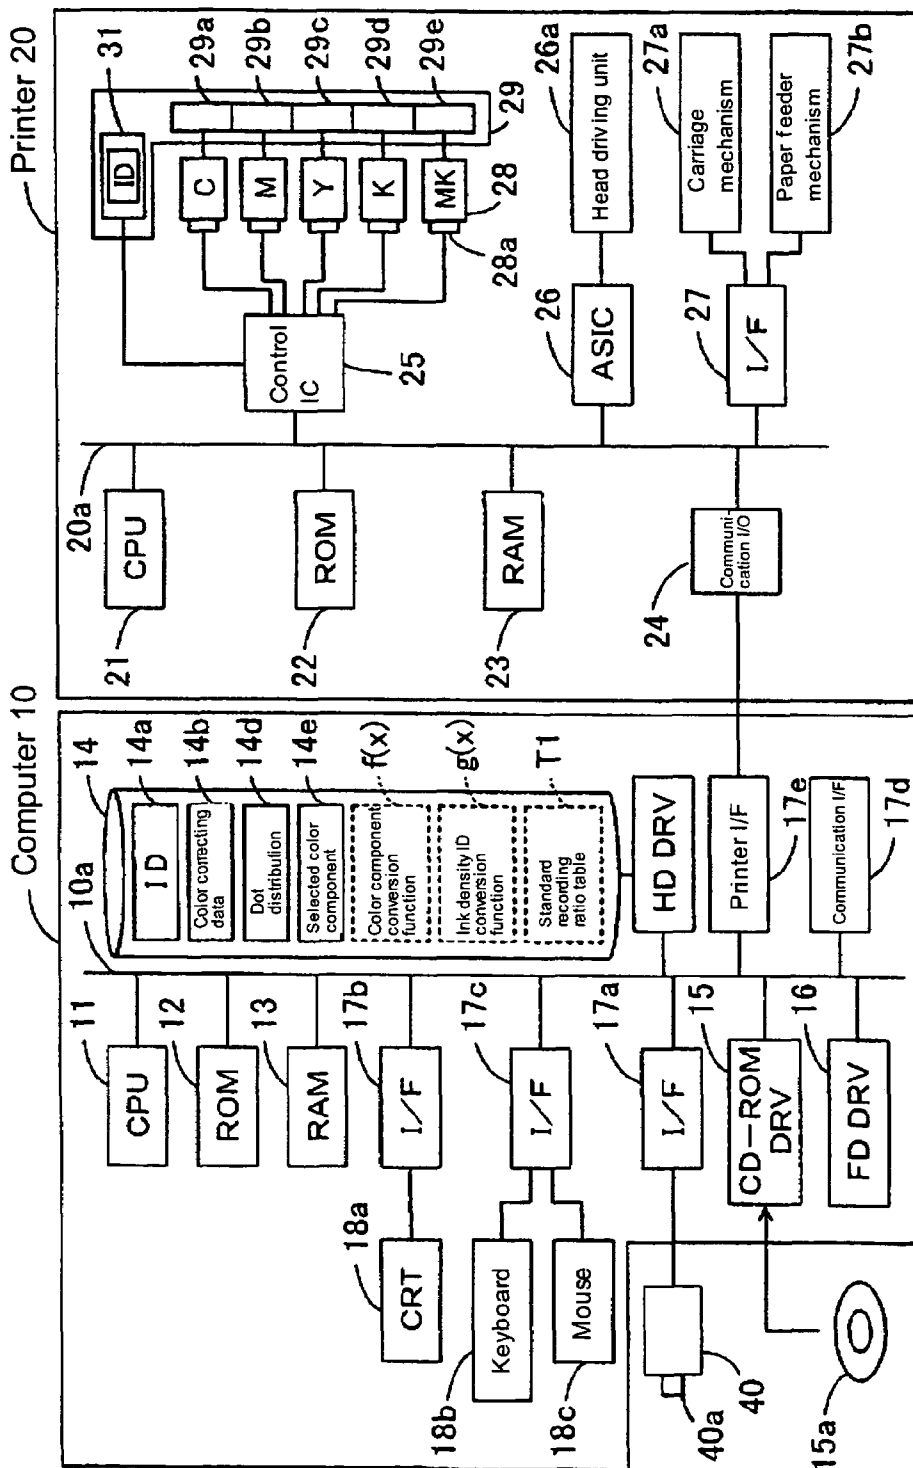 Computer 10
Printer 20
10a
11
CPU
12
ROM
13
RAM
17b
I/F
18a
CRT
17c
I/F
Keyboard
18b
Mouse
18c
17a
I/F
40
40a
15
CD-ROM
DRV
15a
16
FD DRV
14
14a
ID
14b
Color correcting
data
14d
Dot
distribution
14e
Selected color
component
f(x)
Color component
conversion
function
g(x)
Ink density ID
conversion
function
T1
Standard
recording
ratio table
HD DRV
Printer I/F
17e
Communication I/F
17d
20a
CPU
21
ROM
22
RAM
23
Communi-
cation I/O
24
Control
IC
25
31
ID
C
M
Y
K
MK
28
28a
29a
29b
29c
29d
29e
29
26
ASIC
26a
Head driving unit
27
I/F
27a
Carriage
mechanism
Paper feeder
mechanism
27b